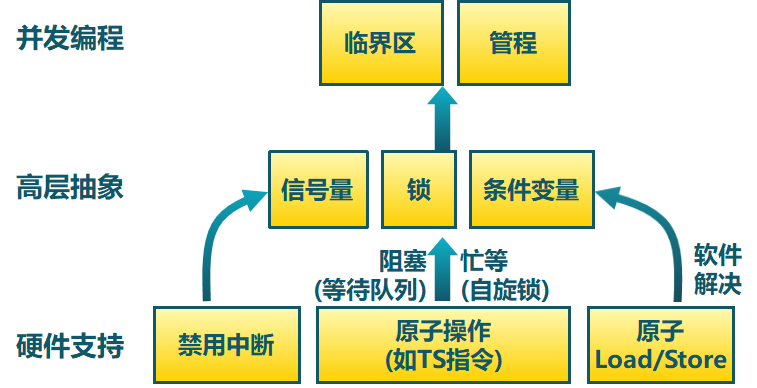 并发编程
临界区
管程
高层抽象
信号量
锁
条件变量
阻塞
(等待队列)
忙等
(自旋锁)
软件
解决
硬件支持
禁用中断
原子操作
(如TS指令)
原子
Load/Store